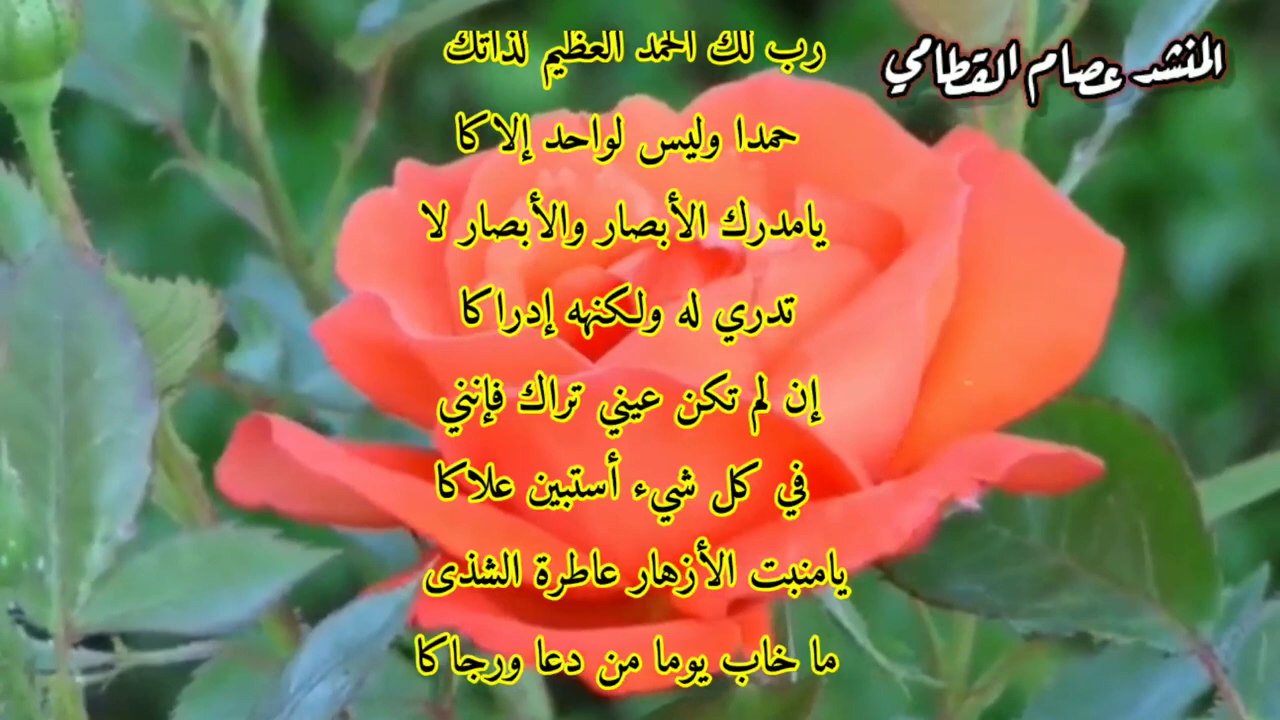 المنشد عصام القطامي
رب لك الحمد العظيم لذاتك
حمدا وليس لواحد إلاكا
يامدرك الأبصار والأبصار لا
تدري له ولكنهه إدراكا
إن لم تكن عيني تراك فإنني
في كل شيء أستبين علاكا
يامنبت الأزهار عاطرة الشذى
ما خاب يوما من دعا ورجاكا